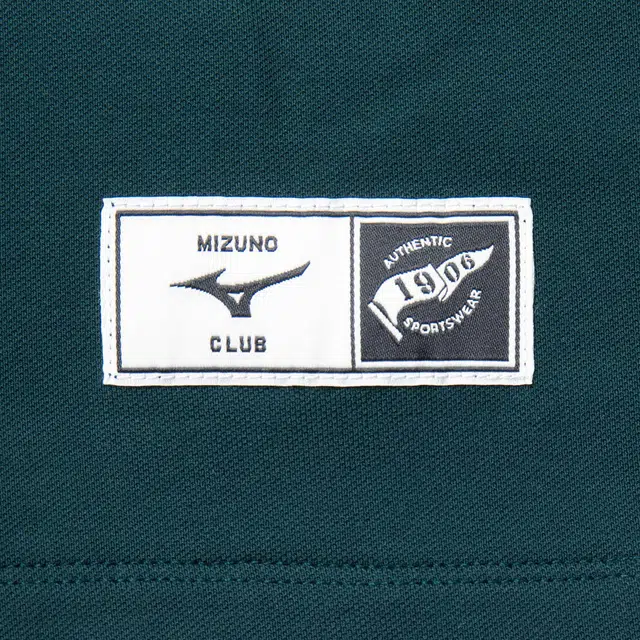 MIZUNO
CLUB
AUTHENTIC
1906
SPORTSWEAR